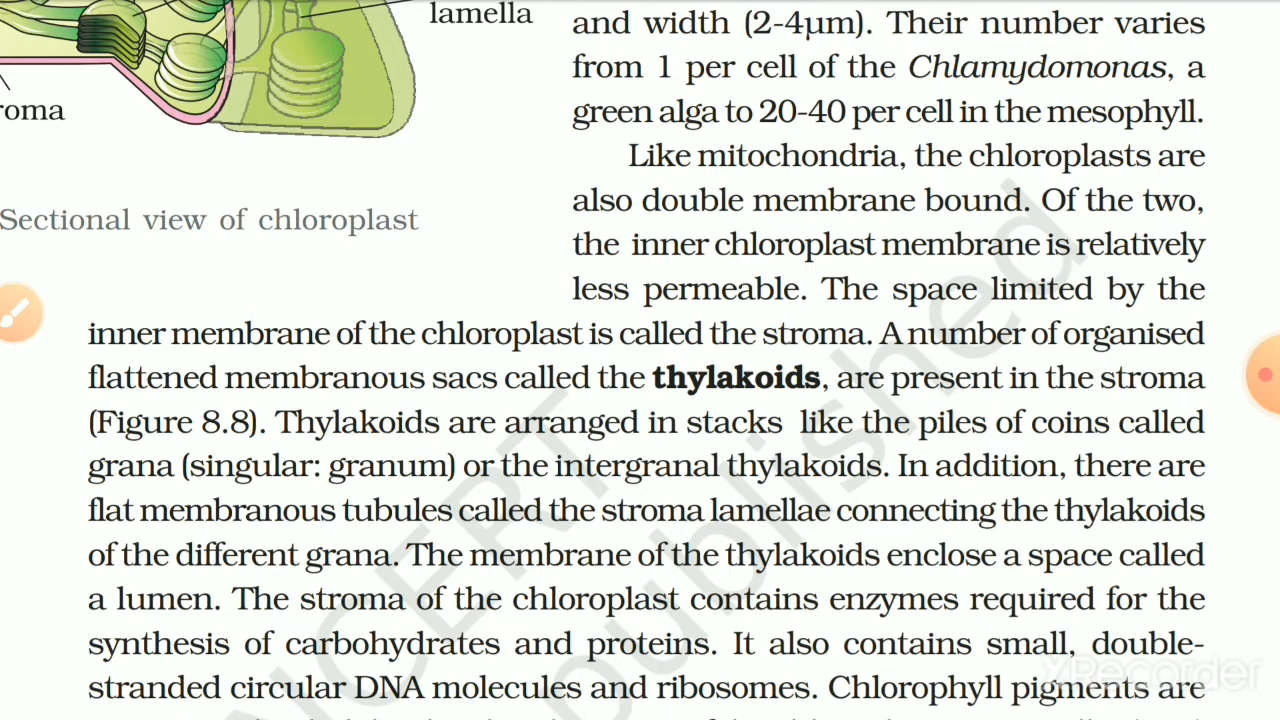 lamella
roma
Sectional view of chloroplast
and width (2-4µm). Their number varies
from 1 per cell of the Chlamydomonas, a
green alga to 20-40 per cell in the mesophyll.
Like mitochondria, the chloroplasts are
also double membrane bound. Of the two,
the inner chloroplast membrane is relatively
less permeable. The space limited by the
inner membrane of the chloroplast is called the stroma. A number of organised
flattened membranous sacs called the thylakoids, are present in the stroma
(Figure 8.8). Thylakoids are arranged in stacks like the piles of coins called
grana (singular: granum) or the intergranal thylakoids. In addition, there are
flat membranous tubules called the stroma lamellae connecting the thylakoids
of the different grana. The membrane of the thylakoids enclose a space called
a lumen. The stroma of the chloroplast contains enzymes required for the
synthesis of carbohydrates and proteins. It also contains small, double-
stranded circular DNA molecules and ribosomes. Chlorophyll pigments are
NCERT
published
XRecorder